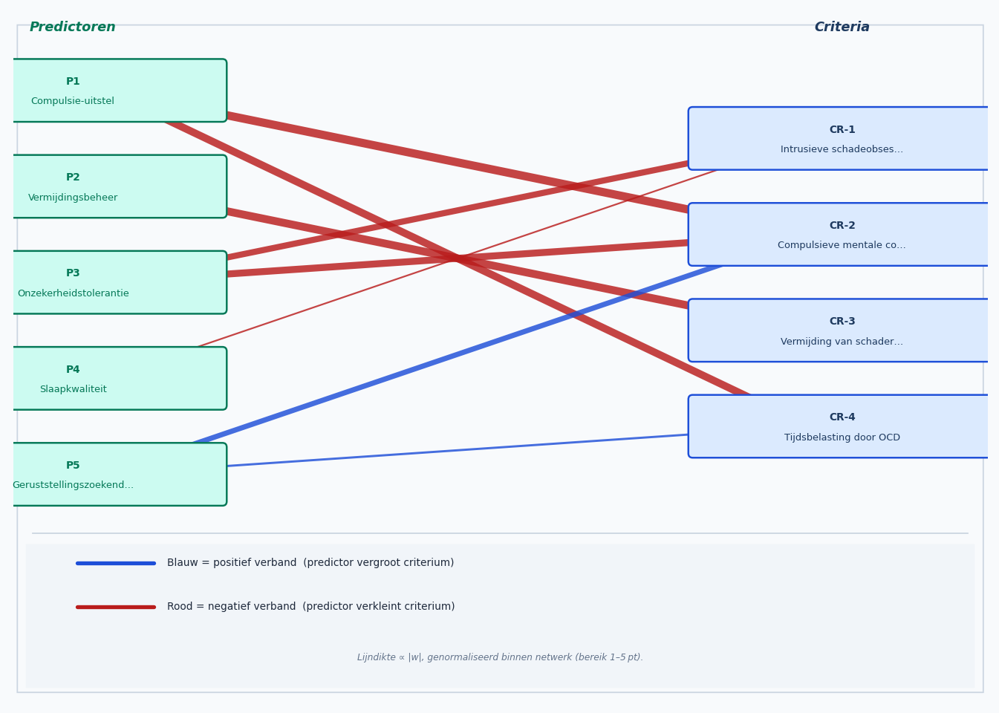 Predictoren
Criteria
P1
Compulsie-uitstel
P2
Vermijdingsbeheer
P3
Onzekerheidstolerantie
P4
Slaapkwaliteit
P5
Geruststellingszoekend…
CR-1
Intrusieve schadeobses…
CR-2
Compulsieve mentale co…
CR-3
Vermijding van schader…
CR-4
Tijdsbelasting door OCD
Blauw = positief verband (predictor vergroot criterium)
Rood = negatief verband (predictor verkleint criterium)
Lijndikte ∝ |w|, genormaliseerd binnen netwerk (bereik 1–5 pt).